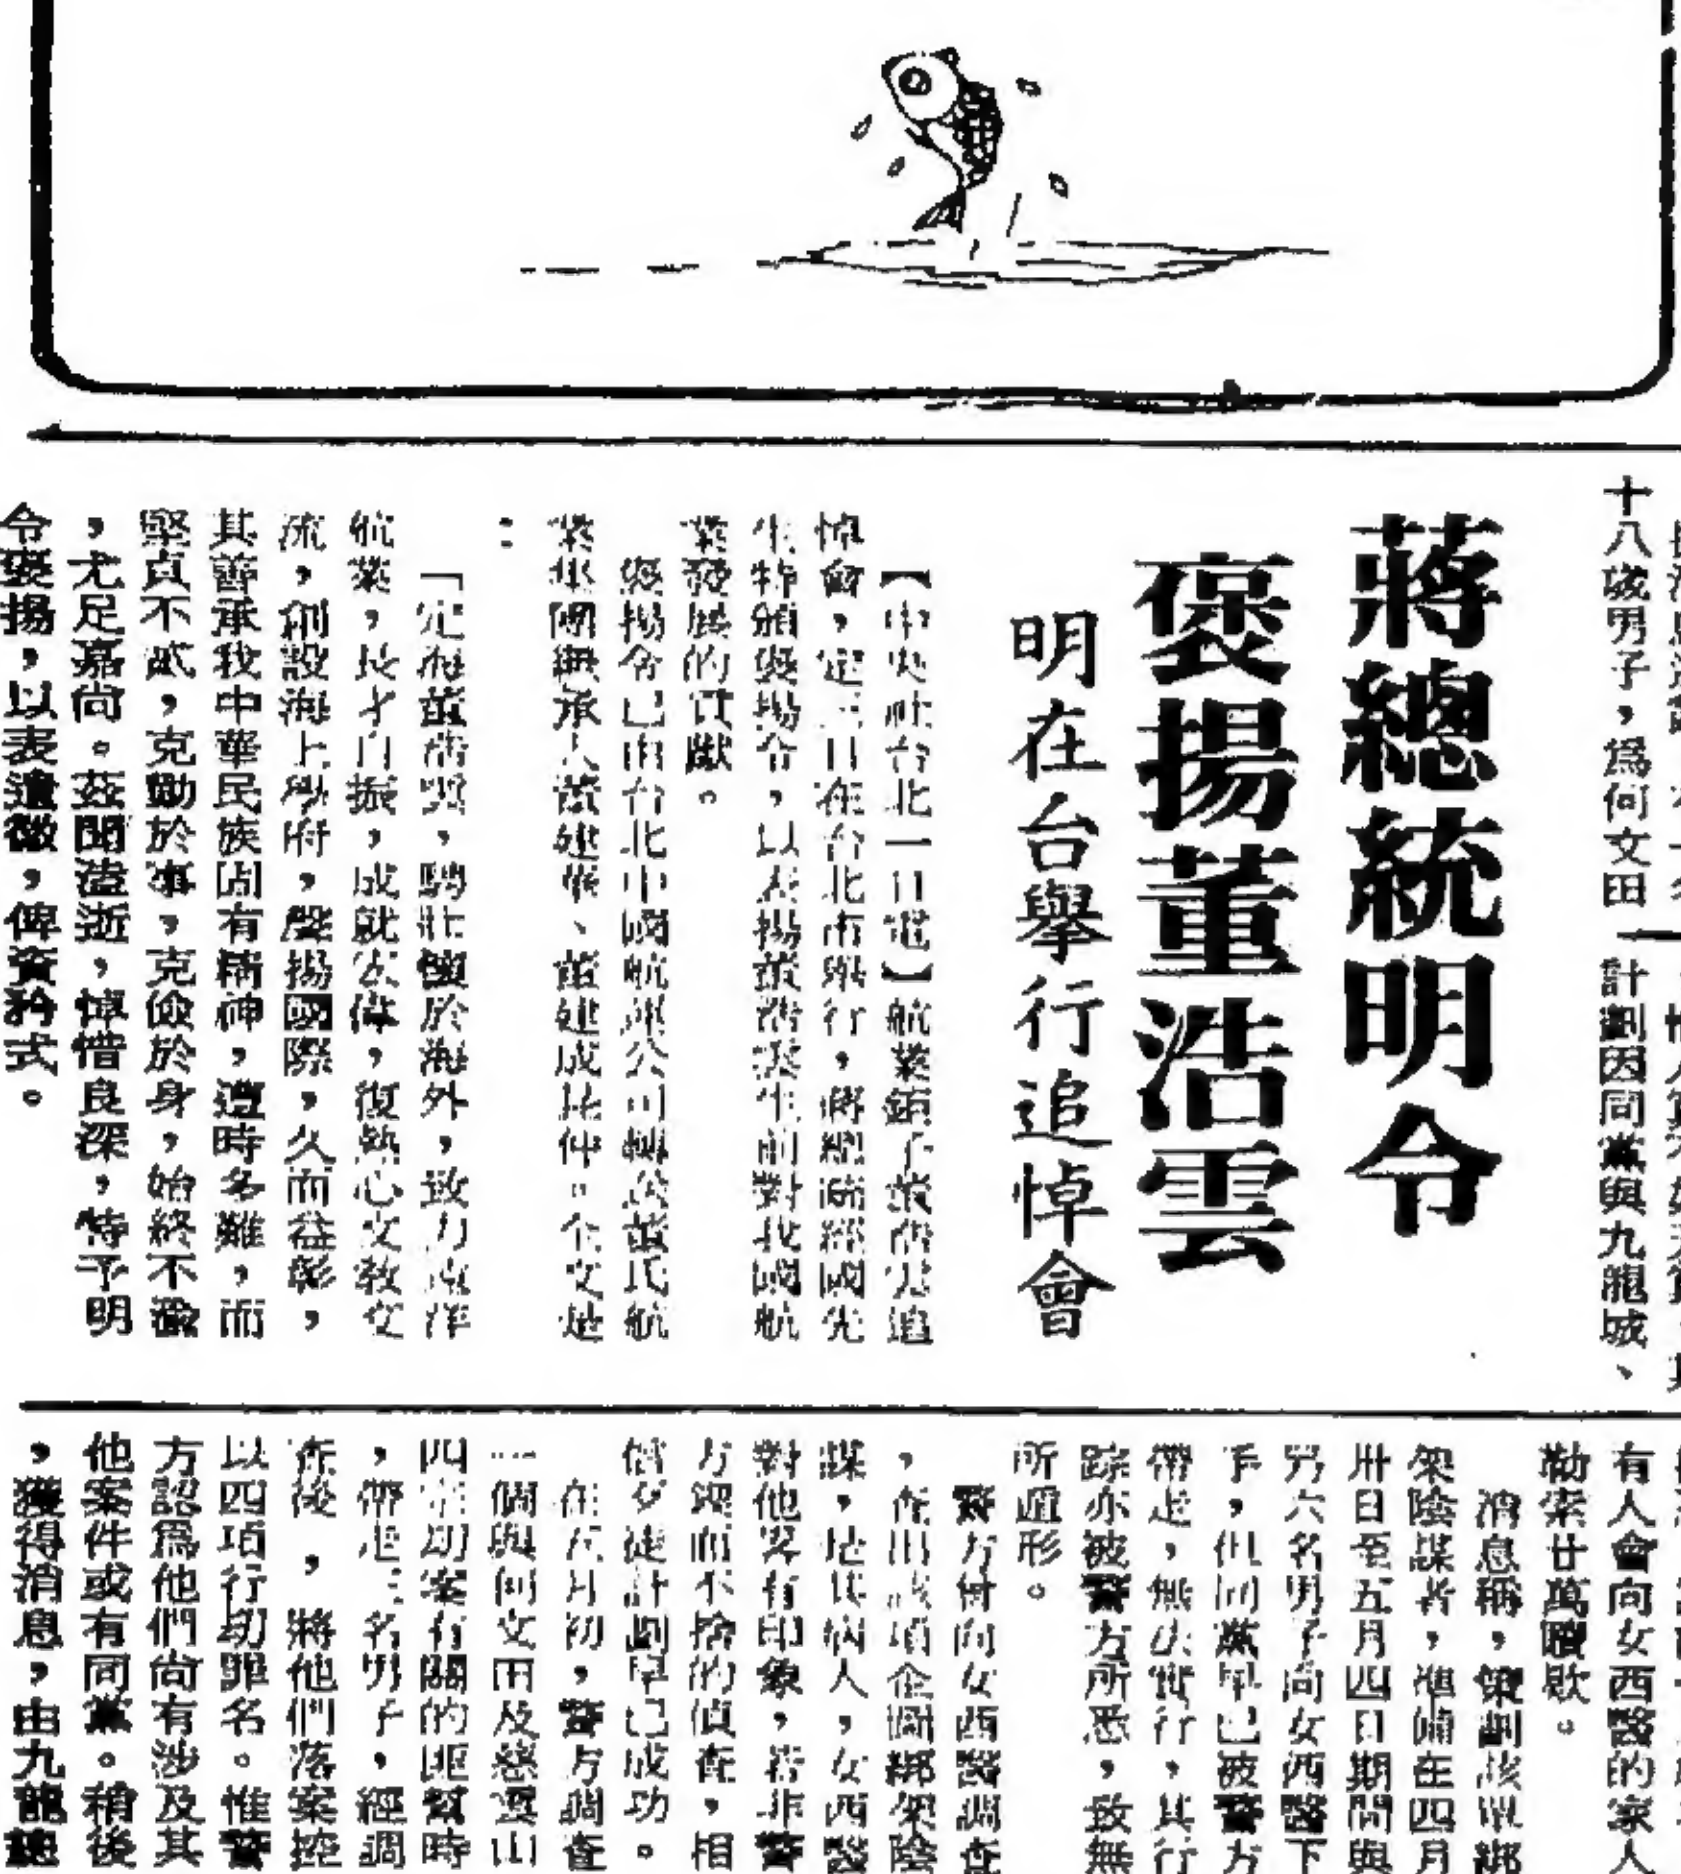 十八歲男子，爲何文田
計劃因同黨與九龍城、
蔣總統明令
褒揚董浩雲
明在台舉行追悼會
【中央社台北一日電】航業鉅子董浩雲追
悼會，定三日在台北市舉行，蔣總統經國先
生特頒褒揚令，以表揚董浩雲生前對我國航
業發展的貢獻。
褒揚令已由台北中國航運公司轉送董氏航
業集團繼承人董建華、董建成昆仲。全文是
：
「定海董浩雲，騁壯懷於海外，致力遠洋
航業，長才自振，成就宏偉，復熱心文教交
流，創設海上學府，聲揚國際，久而益彰，
其善承我中華民族固有精神，遭時多難，而
堅貞不貳，克勤於事，克儉於身，始終不渝
，尤足嘉尚。茲聞溘逝，悼惜良深，特予明
令褒揚，以表遺徽，俾資矜式。
有人會向女西醫的家人
勒索廿萬贖欵。
消息稱，策劃該單綁
架陰謀者，準備在四月
卅日至五月四日期間與
另六名男子向女西醫下
手，但同黨早已被警方
帶走，無法實行，其行
踪亦被警方所悉，致無
所遁形。
警方曾向女西醫調查
，查出該項企圖綁架陰
謀，是其病人，女西醫
對他畧有印象，若非警
方鍥而不捨的偵查，相
信歹徒計劃早已成功。
在五月初，警方調查
一個與何文田及慈雲山
四宗刧案有關的匪幫時
，帶走三名男子，經調
查後，將他們落案控
以四項行刧罪名。惟警
方認爲他們尚有涉及其
他案件或有同黨。稍後
，獲得消息，由九龍總